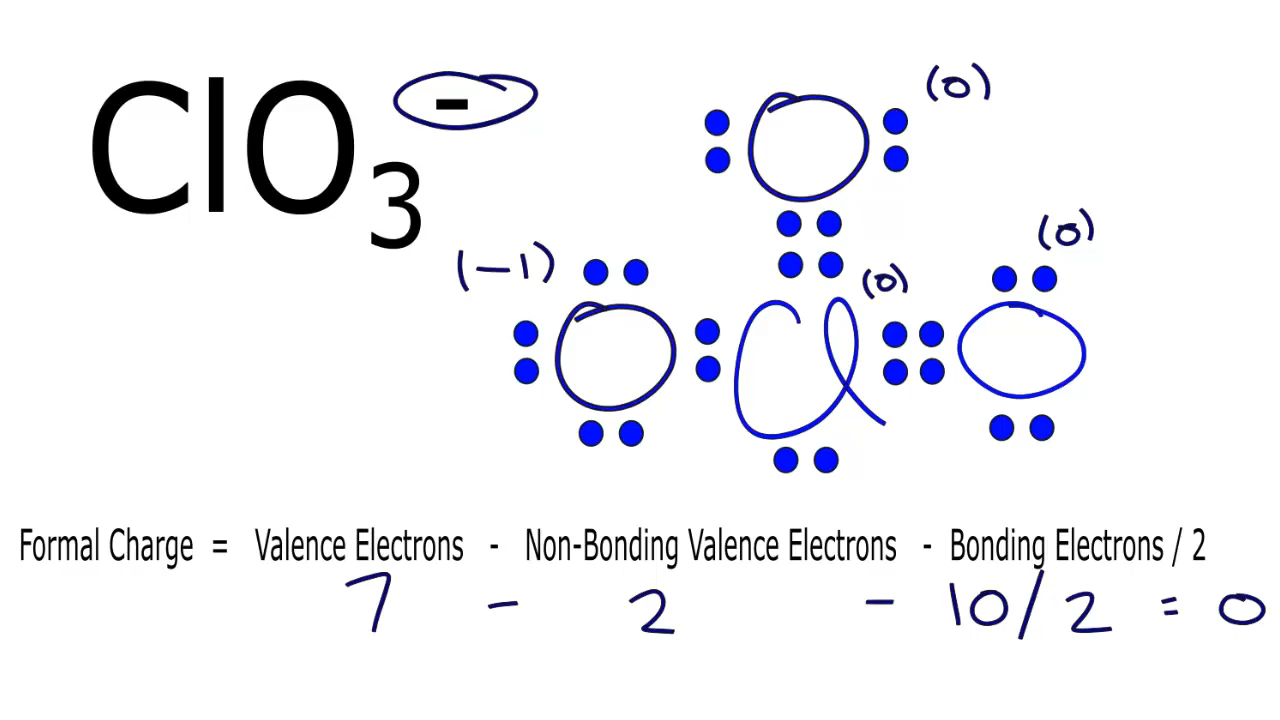 ClO3-
(0)
O
(0)
(-1)
(0)
O Cl O
Formal Charge = Valence Electrons - Non-Bonding Valence Electrons - Bonding Electrons / 2
7 - 2 - 10/2 = 0